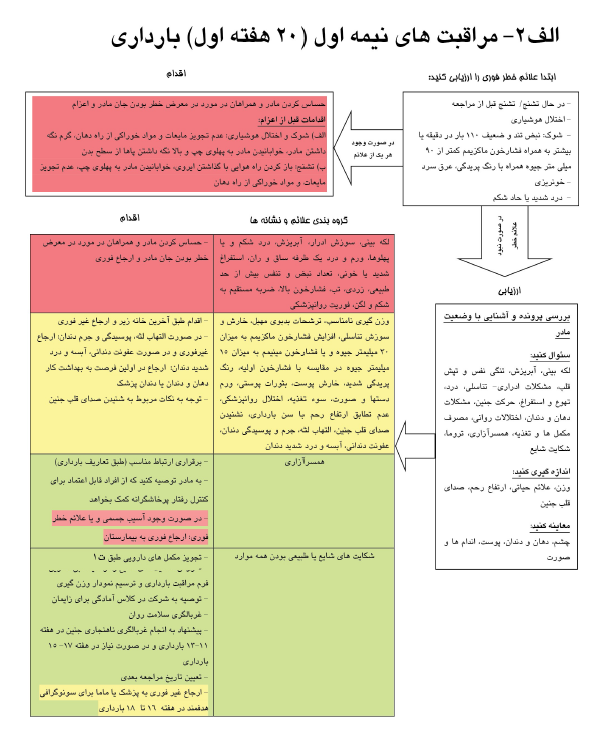 الف۲- مراقبت های نیمه اول (۲۰ هفته اول) بارداری
ابتدا علائم خطر فوری را ارزیابی کنید:
- در حال تشنج/ تشنج قبل از مراجعه
- اختلال هوشیاری
- شوک: نبض تند و ضعیف ۱۱۰ بار در دقیقه یا
بیشتر به همراه فشارخون ماکزیمم کمتر از ۹۰
میلی متر جیوه همراه با رنگ پریدگی، عرق سرد
- خونریزی
- درد شدید یا حاد شکم
در صورت وجود
هر یک از علائم
اقدام
حساس کردن مادر و همراهان در مورد در معرض خطر بودن جان مادر و اعزام
اقدامات قبل از اعزام:
الف) شوک و اختلال هوشیاری: عدم تجویز مایعات و مواد خوراکی از راه دهان، گرم نگه
داشتن مادر، خوابانیدن مادر به پهلوی چپ و بالا نگه داشتن پاها از سطح بدن
ب) تشنج: باز کردن راه هوایی با گذاشتن ایروی، خوابانیدن مادر به پهلوی چپ، عدم تجویز
مایعات و مواد خوراکی از راه دهان
در صورت نبود
علائم خطر
ارزیابی
بررسی پرونده و آشنایی با وضعیت
مادر
سئوال کنید:
لکه بینی، آبریزش، تنگی نفس و تپش
قلب، مشکلات ادراری- تناسلی، درد،
تهوع و استفراغ، حرکت جنین، مشکلات
دهان و دندان، اختلالات روانی، مصرف
مکمل ها و تغذیه، همسرآزاری، تروما،
شکایت شایع
اندازه گیری کنید:
وزن، علائم حیاتی، ارتفاع رحم، صدای
قلب جنین
معاینه کنید:
چشم، دهان و دندان، پوست، اندام ها و
صورت
گروه بندی علائم و نشانه ها
اقدام
لکه بینی، سوزش ادرار، آبریزش، درد شکم و یا
پهلوها، ورم و درد یک طرفه ساق و ران، استفراغ
شدید یا خونی، تعداد نبض و تنفس بیش از حد
طبیعی، زردی، تب، فشارخون بالا، ضربه مستقیم به
شکم و لگن، فوریت روانپزشکی
- حساس کردن مادر و همراهان در مورد در معرض
خطر بودن جان مادر و ارجاع فوری
وزن گیری نامناسب، ترشحات بدبوی مهبل، خارش و
سوزش تناسلی، افزایش فشارخون ماکزیمم به میزان
۳۰ میلیمتر جیوه و یا فشارخون مینیمم به میزان ۱۵
میلیمتر جیوه در مقایسه با فشارخون اولیه، رنگ
پریدگی شدید، خارش پوست، بثورات پوستی، ورم
دستها و صورت، سوء تغذیه، اختلال روانپزشکی،
عدم تطابق ارتفاع رحم با سن بارداری، نشنیدن
صدای قلب جنین، التهاب لثه، جرم و پوسیدگی دندان،
عفونت دندانی، آبسه و درد شدید دندان
- اقدام طبق آخرین خانه زیر و ارجاع غیر فوری
- در صورت التهاب لثه، پوسیدگی و جرم دندان: ارجاع
غیرفوری و در صورت عفونت دندانی، آبسه و درد
شدید دندان: ارجاع در اولین فرصت به بهداشت کار
دهان و دندان یا دندان پزشک
- توجه به نکات مربوط به شنیدن صدای قلب جنین
همسرآزاری
- برقراری ارتباط مناسب (طبق تعاریف بارداری)
- به مادر توصیه کنید که از افراد قابل اعتماد برای
کنترل رفتار پرخاشگرانه کمک بخواهد
- در صورت وجود آسیب جسمی و یا علائم خطر
فوری: ارجاع فوری به بیمارستان
شکایت های شایع یا طبیعی بودن همه موارد
- تجویز مکمل های دارویی طبق ت۱
فرم مراقبت بارداری و ترسیم نمودار وزن گیری
- توصیه به شرکت در کلاس آمادگی برای زایمان
- غربالگری سلامت روان
- پیشنهاد به انجام غربالگری ناهنجاری جنین در هفته
۱۱-۱۳ بارداری و در صورت نیاز در هفته ۱۷- ۱۵
بارداری
- تعیین تاریخ مراجعه بعدی
- ارجاع غیر فوری به پزشک یا ماما برای سونوگرافی
هدفمند در هفته ۱۶ تا ۱۸ بارداری